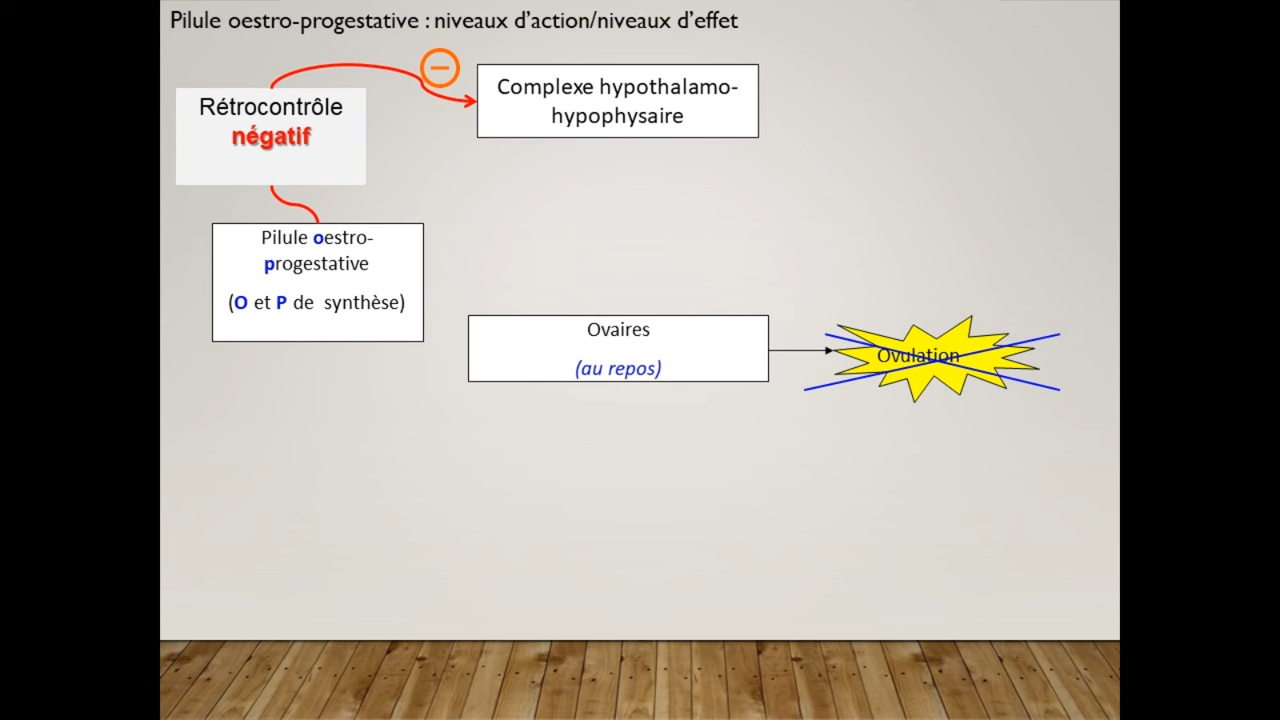 Pilule oestro-progestative : niveaux d'action/niveaux d'effet
Rétrocontrôle
négatif
Complexe hypothalamo-
hypophysaire
Pilule oestro-
progestative
(O et P de synthèse)
Ovaires
(au repos)
Ovulation